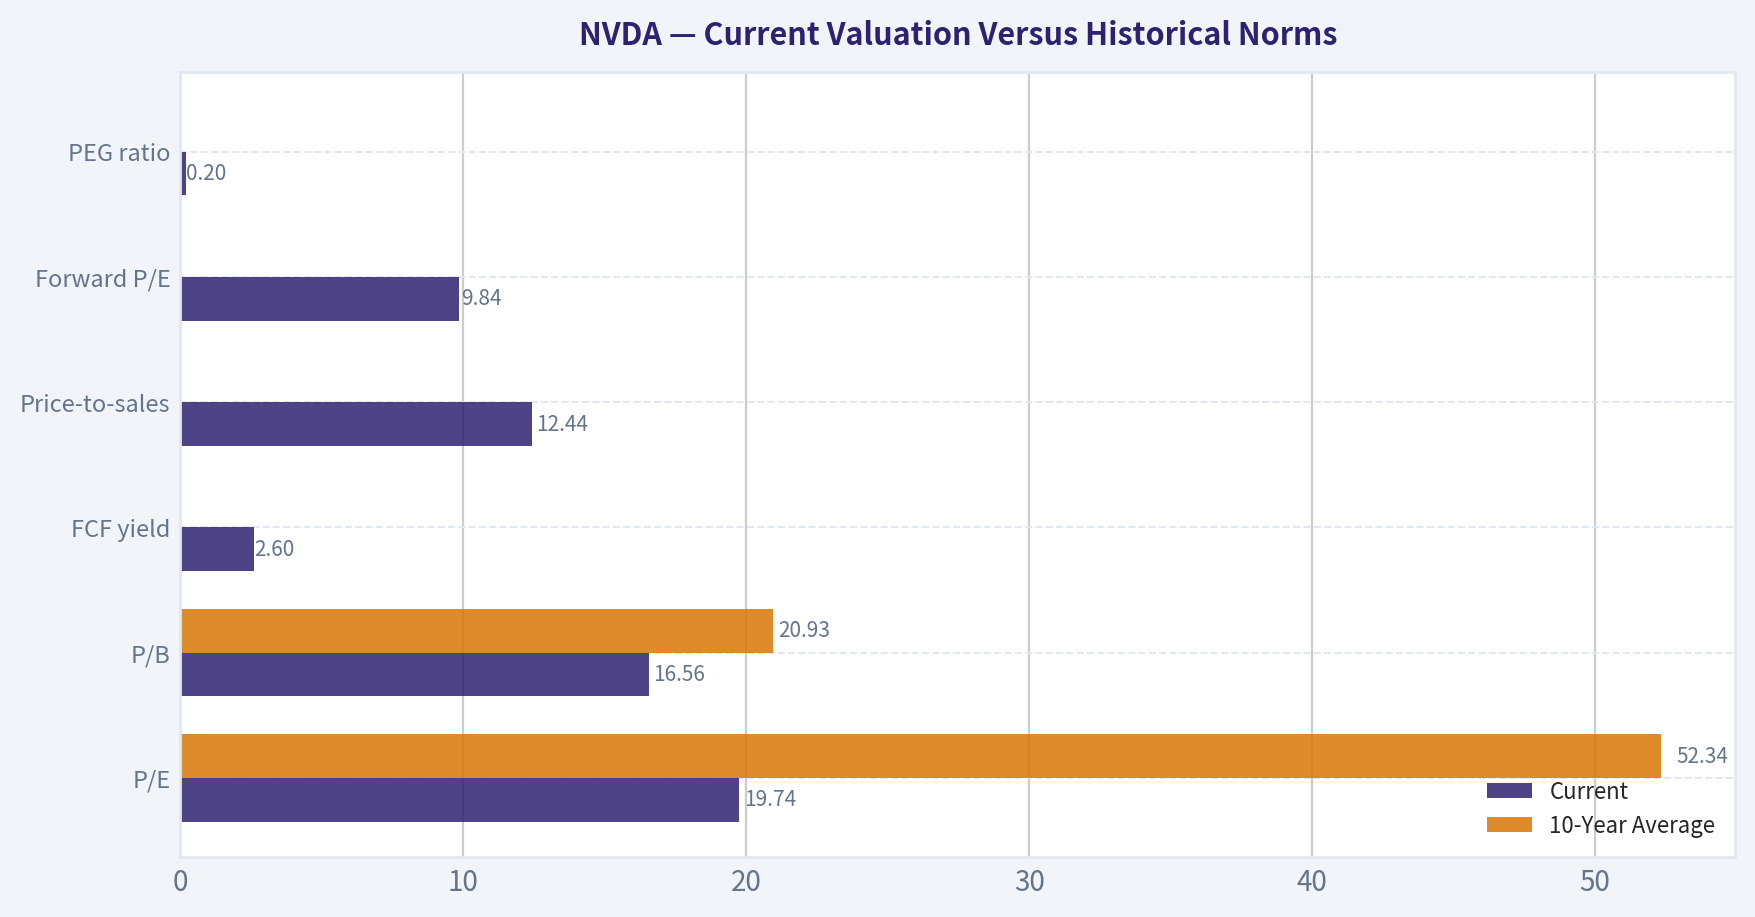 NVDA — Current Valuation Versus Historical Norms
PEG ratio
0.20
Forward P/E
9.84
Price-to-sales
12.44
FCF yield
2.60
20.93
P/B
16.56
52.34
P/E
19.74
Current
10-Year Average
0 10 20 30 40 50